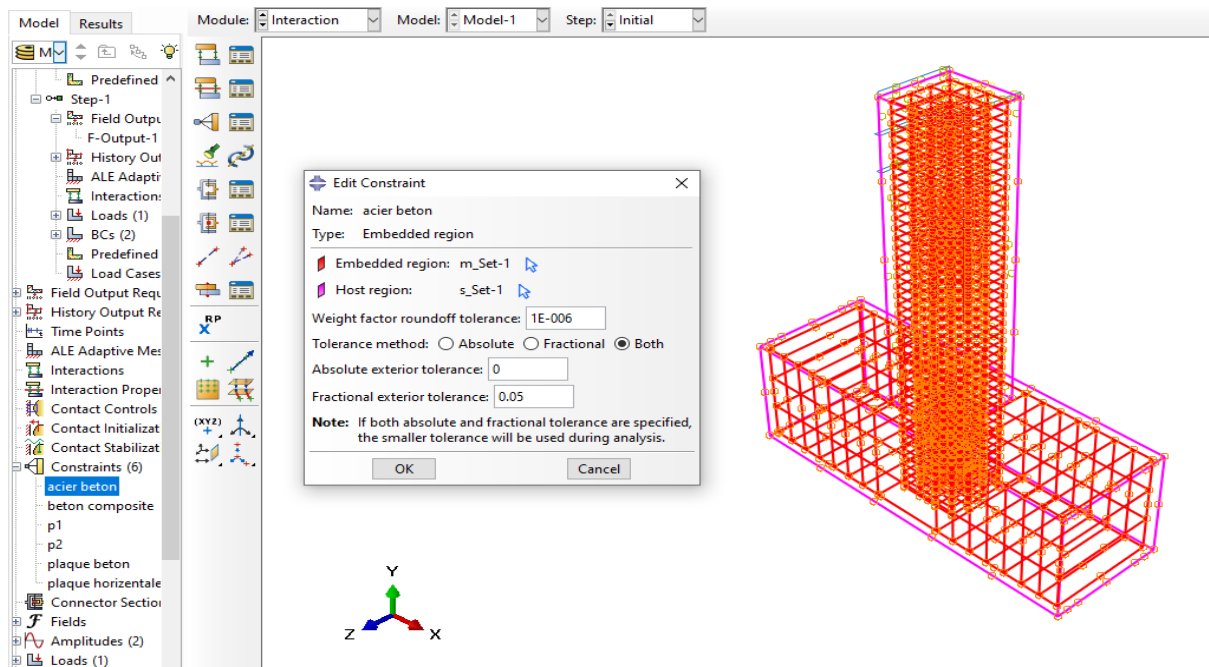 Model Results
Module: Interaction Model: Model-1 Step: Initial
M
Predefined
Step-1
Field Outpu
F-Output-1
History Out
ALE Adapti
Interactions
Loads (1)
BCs (2)
Predefined
Load Cases
Field Output Requ
History Output Re
Time Points
ALE Adaptive Mes
Interactions
Interaction Proper
Contact Controls
Contact Initializat
Contact Stabilizat
Constraints (6)
acier beton
beton composite
p1
p2
plaque beton
plaque horizentale
Connector Section
Fields
Amplitudes (2)
Loads (1)
RP
(XYZ)
Edit Constraint
Name: acier beton
Type: Embedded region
Embedded region: m_Set-1
Host region: s_Set-1
Weight factor roundoff tolerance: 1E-006
Tolerance method: Absolute Fractional Both
Absolute exterior tolerance: 0
Fractional exterior tolerance: 0.05
Note: If both absolute and fractional tolerance are specified,
the smaller tolerance will be used during analysis.
OK Cancel
Y
Z X